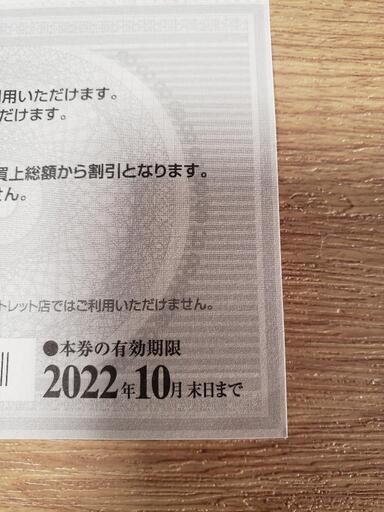 用いただけます。
だけます。
買上総額から割引となります。
せん。
トレット店ではご利用いただけません。
●本券の有効期限
2022年10月末日まで